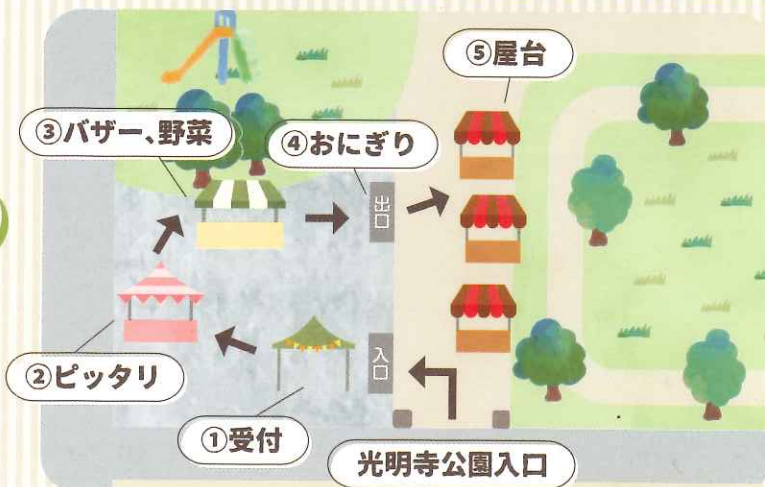 ⑤屋台
③バザー、野菜
④おにぎり
出口
入口
②ピッタリ
①受付
光明寺公園入口